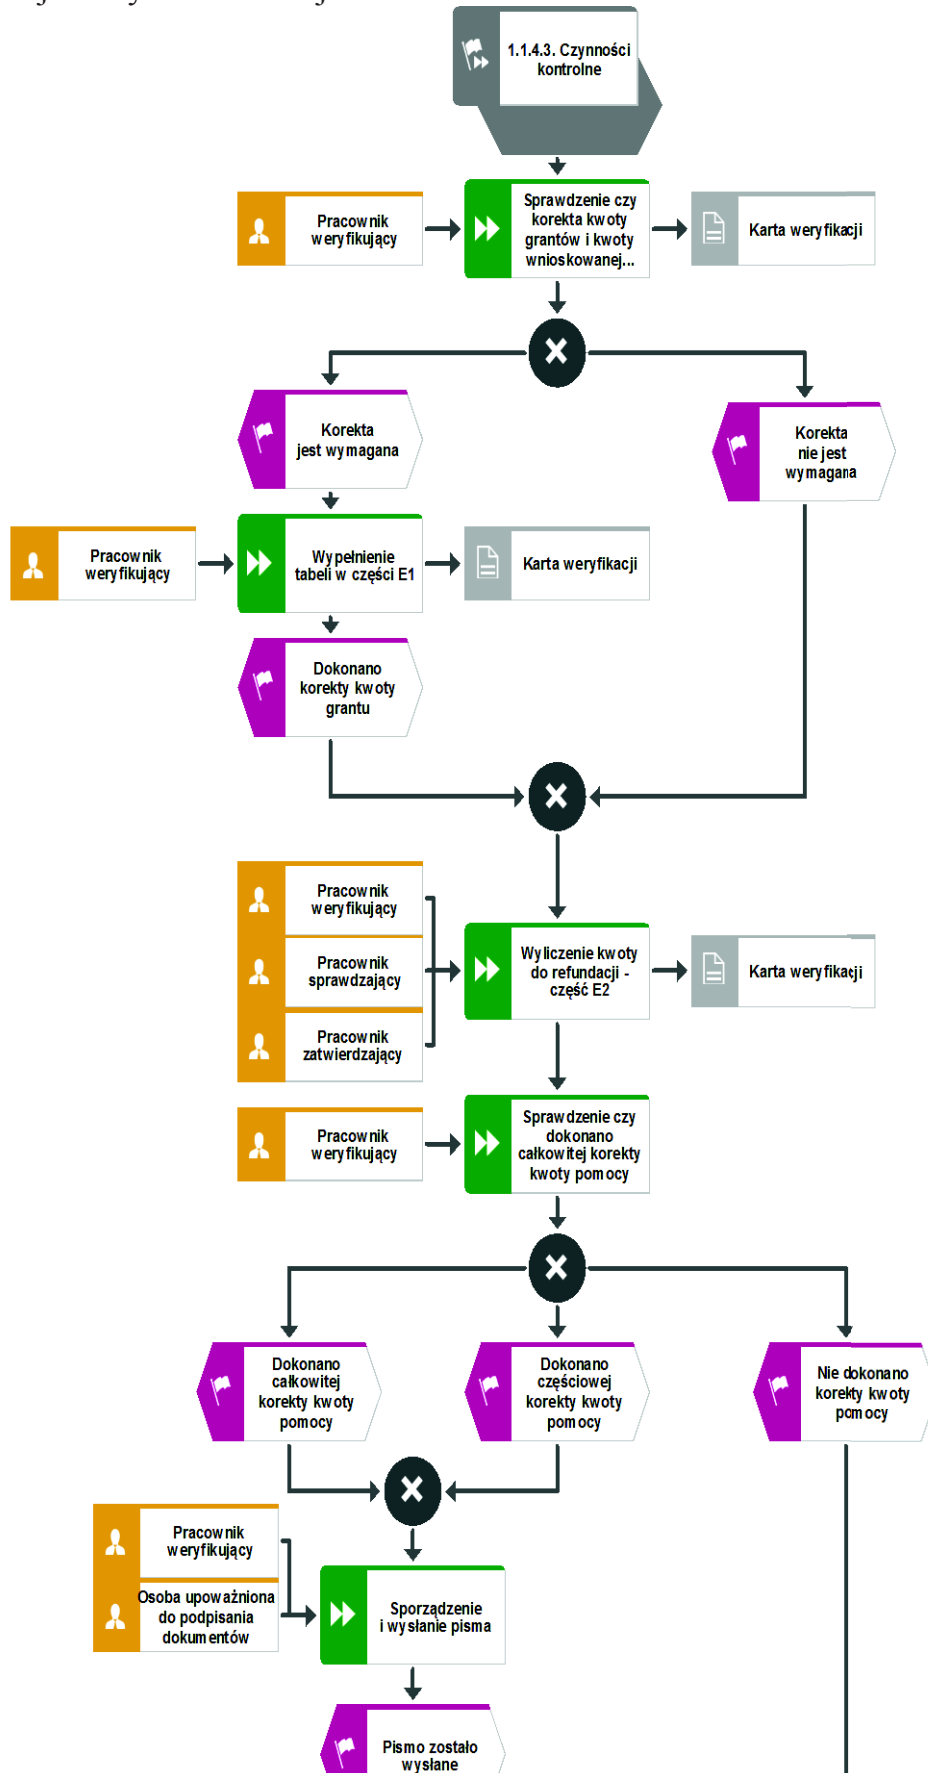 1.1.4.3. Czynności
kontrolne
Pracownik
weryfikujący
Sprawdzenie czy
korekta kwoty
grantów i kwoty
wnioskowanej...
Karta weryfikacji
Korekta
jest wymagana
Korekta
nie jest
wymagana
Pracownik
weryfikujący
Wypełnienie
tabeli w części E1
Karta weryfikacji
Dokonano
korekty kwoty
grantu
Pracownik
weryfikujący
Pracownik
sprawdzający
Pracownik
zatwierdzający
Wyliczenie kwoty
do refundacji -
część E2
Karta weryfikacji
Pracownik
weryfikujący
Sprawdzenie czy
dokonano
całkowitej korekty
kwoty pomocy
Dokonano
całkowitej
korekty kwoty
pomocy
Dokonano
częściowej
korekty kwoty
pomocy
Nie dokonano
korekty kwoty
pomocy
Pracownik
weryfikujący
Osoba upoważniona
do podpisania
dokumentów
Sporządzenie
i wysłanie pisma
Pismo zostało
wysłane